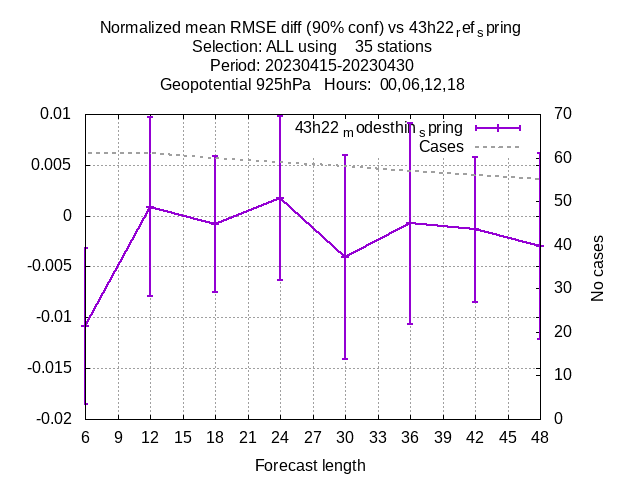 Normalized mean RMSE diff (90% conf) vs 43h22ᵣefₛpring
Selection: ALL using 35 stations
Period: 20230415-20230430
Geopotential 925hPa Hours: 00,06,12,18
43h22ₘodesthinₛpring
Cases
0.01
0.005
0
-0.005
-0.01
-0.015
-0.02
70
60
50
40
30
20
10
0
No cases
6 9 12 15 18 21 24 27 30 33 36 39 42 45 48
Forecast length